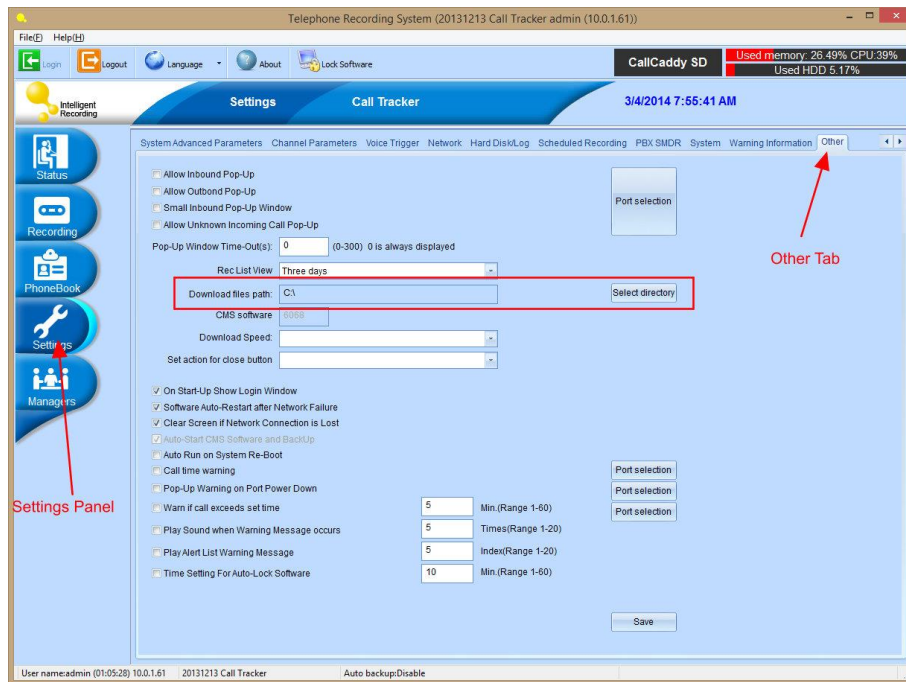 Telephone Recording System (20131213 Call Tracker admin (10.0.1.61))
File(F) Help(H)
Login Logout Language About Lock Software
CallCaddy SD
Used memory: 26.49% CPU:39%
Used HDD 5.17%
Intelligent
Recording
Settings Call Tracker 3/4/2014 7:55:41 AM
Status
Recording
PhoneBook
Settings
Managers
Settings Panel
System Advanced Parameters Channel Parameters Voice Trigger Network Hard Disk/Log Scheduled Recording PBX SMDR System Warning Information Other
Other Tab
Allow Inbound Pop-Up
Allow Outbond Pop-Up
Small Inbound Pop-Up Window
Allow Unknown Incoming Call Pop-Up
Port selection
Pop-Up Window Time-Out(s): 0 (0-300) 0 is always displayed
Rec List View Three days
Download files path: C:\ Select directory
CMS software 6068
Download Speed:
Set action for close button
On Start-Up Show Login Window
Software Auto-Restart after Network Failure
Clear Screen if Network Connection is Lost
Auto-Start CMS Software and BackUp
Auto Run on System Re-Boot
Call time warning Port selection
Pop-Up Warning on Port Power Down Port selection
Warn if call exceeds set time 5 Min.(Range 1-60) Port selection
Play Sound when Warning Message occurs 5 Times(Range 1-20)
Play Alert List Warning Message 5 Index(Range 1-20)
Time Setting For Auto-Lock Software 10 Min.(Range 1-60)
Save
User name:admin (01:05:28) 10.0.1.61 20131213 Call Tracker Auto backup:Disable